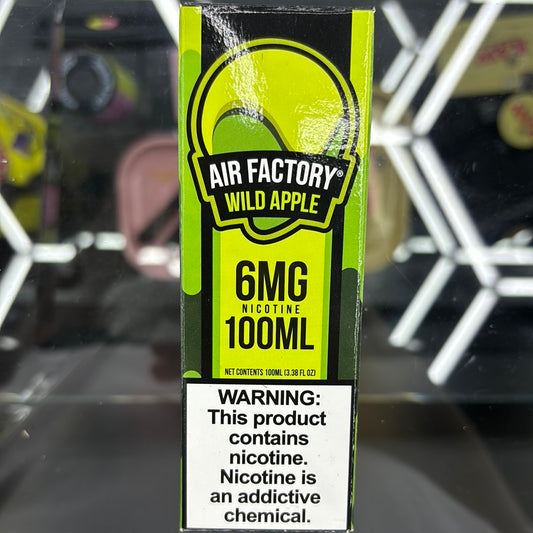 AIR FACTORY®
WILD APPLE
6MG
NICOTINE
100ML
NET CONTENTS 100ML (3.38 FL OZ)
WARNING:
This product
contains
nicotine.
Nicotine is
an addictive
chemical.